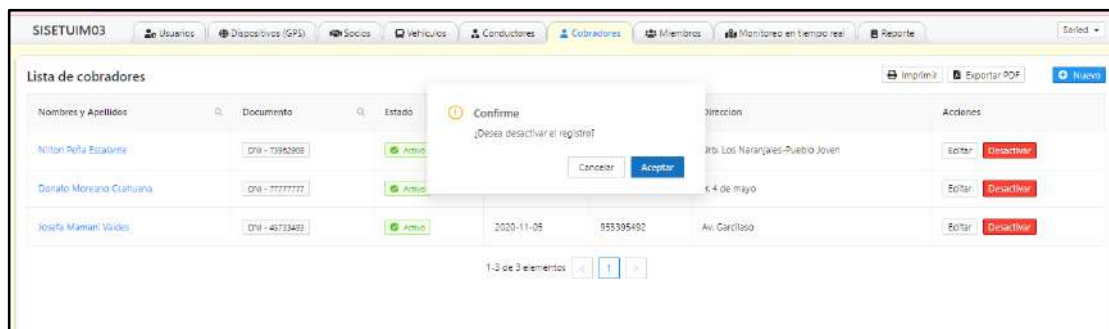 SISETUIM03 Usuarios Dispositivos (GPS) Socios Vehiculos Conductores Cobradores Miembros Monitoreo en tiempo real Reporte Saried
Lista de cobradores Imprimir Exportar PDF Nuevo
Nombres y Apellidos Documento Estado Direccion Acciones
Confirme
¿Desea desactivar el registro?
Cancelar Aceptar
Nilton Peña Escalante DNI - 73982908 Activo Urb. Los Naranjales-Pueblo Joven Editar Desactivar
Donato Moreano Ccahuana DNI - 77777777 Activo 4 de mayo Editar Desactivar
Josefa Mamani Valdes DNI - 45733493 Activo 2020-11-05 953395492 Av. Garcilaso Editar Desactivar
1-3 de 3 elementos < 1 >